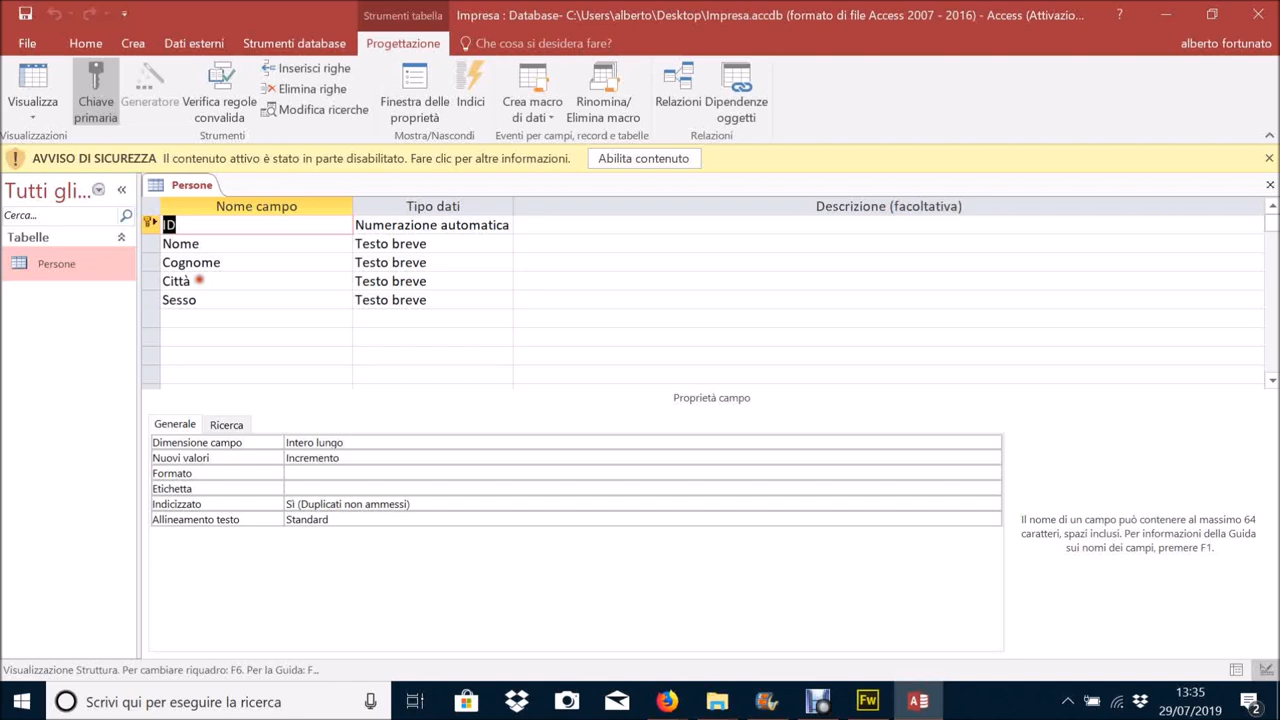 Strumenti tabella
Impresa : Database- C:\Users\alberto\Desktop\Impresa.accdb (formato di file Access 2007 - 2016) - Access (Attivazio...
?
File Home Crea Dati esterni Strumenti database Progettazione Che cosa si desidera fare? alberto fortunato
Visualizza
Chiave primaria
Generatore
Verifica regole convalida
Inserisci righe
Elimina righe
Modifica ricerche
Finestra delle proprietà
Indici
Crea macro di dati
Rinomina/ Elimina macro
Relazioni
Dipendenze oggetti
Visualizzazioni Strumenti Mostra/Nascondi Eventi per campi, record e tabelle Relazioni
AVVISO DI SICUREZZA Il contenuto attivo è stato in parte disabilitato. Fare clic per altre informazioni. Abilita contenuto
Tutti gli...
Cerca...
Tabelle
Persone
Persone
Nome campo Tipo dati Descrizione (facoltativa)
ID Numerazione automatica
Nome Testo breve
Cognome Testo breve
Città Testo breve
Sesso Testo breve
Proprietà campo
Generale Ricerca
Dimensione campo Intero lungo
Nuovi valori Incremento
Formato
Etichetta
Indicizzato Sì (Duplicati non ammessi)
Allineamento testo Standard
Il nome di un campo può contenere al massimo 64
caratteri, spazi inclusi. Per informazioni della Guida
sui nomi dei campi, premere F1.
Visualizzazione Struttura. Per cambiare riquadro: F6. Per la Guida: F...
Scrivi qui per eseguire la ricerca
Fw
13:35
29/07/2019
2